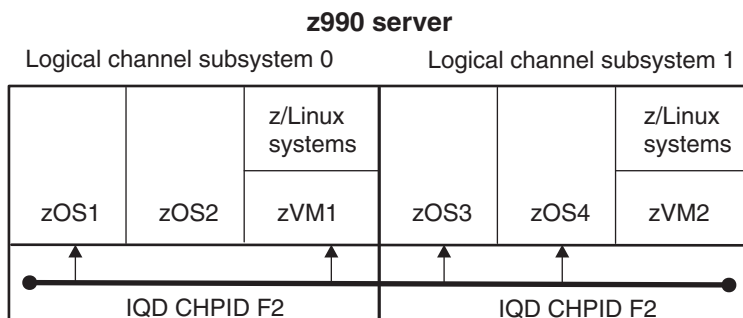 z990 server
Logical channel subsystem 0
Logical channel subsystem 1
z/Linux
systems
z/Linux
systems
zOS1
zOS2
zVM1
zOS3
zOS4
zVM2
IQD CHPID F2
IQD CHPID F2